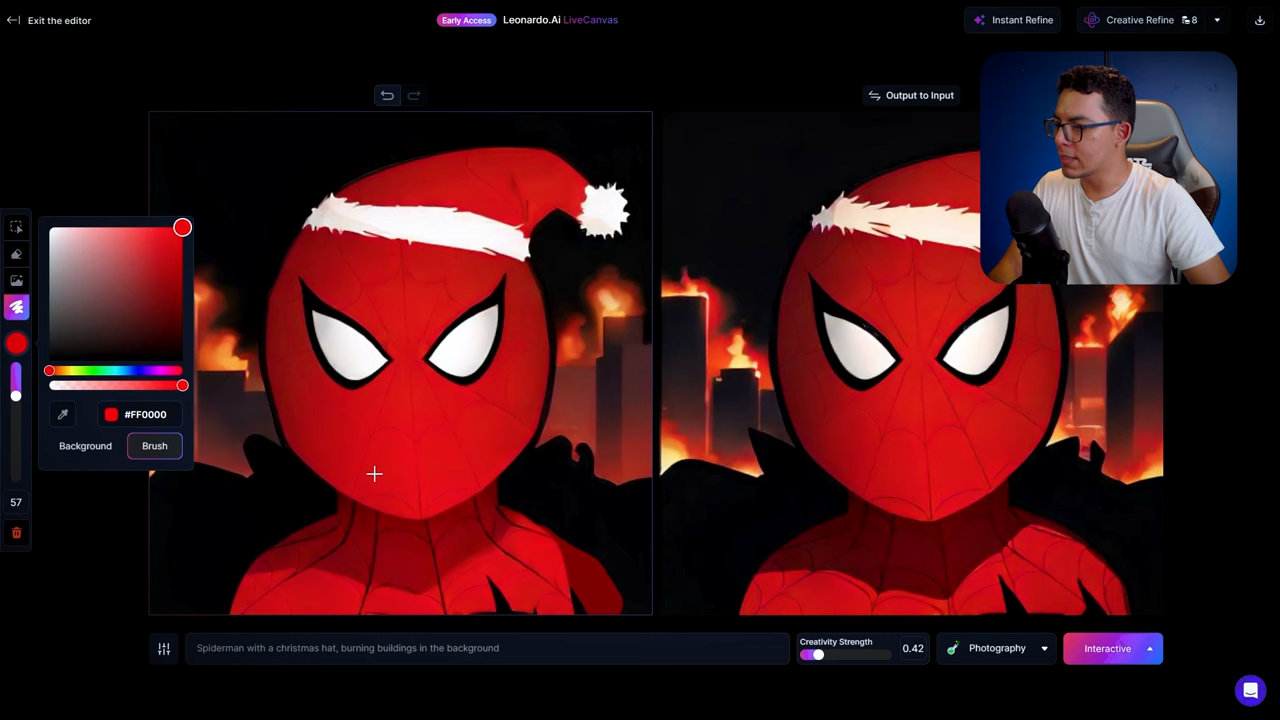 Exit the editor
Early Access Leonardo.Ai LiveCanvas
Instant Refine
Creative Refine 8
Output to Input
#FF0000
Background Brush
57
Spiderman with a christmas hat, burning buildings in the background
Creativity Strength
0.42
Photography
Interactive